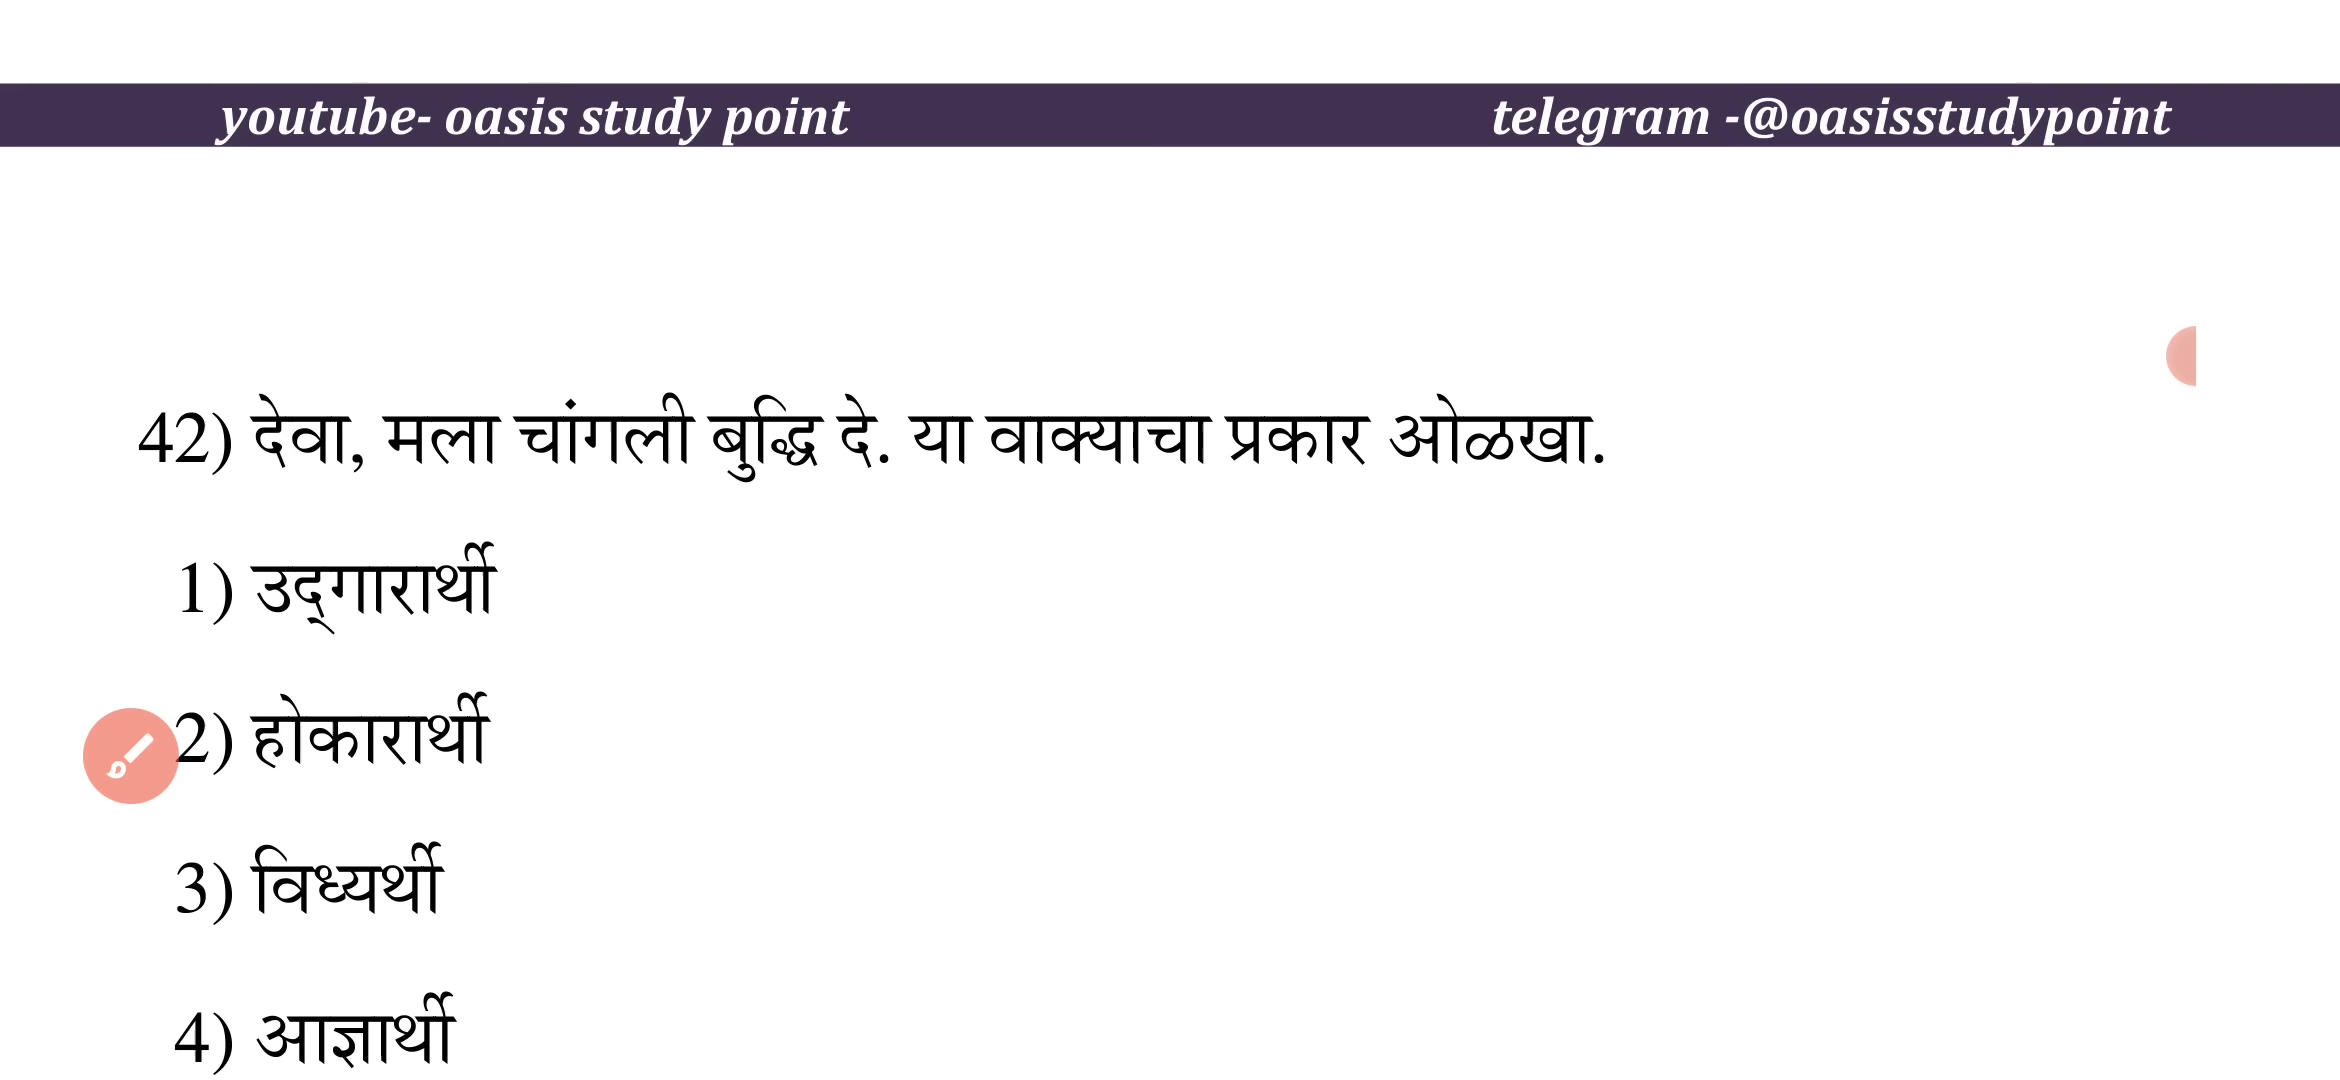 youtube- oasis study point telegram -@oasisstudypoint
42) देवा, मला चांगली बुद्धि दे. या वाक्याचा प्रकार ओळखा.
1) उद्‌गारार्थी
2) होकारार्थी
3) विध्यर्थी
4) आज्ञार्थी